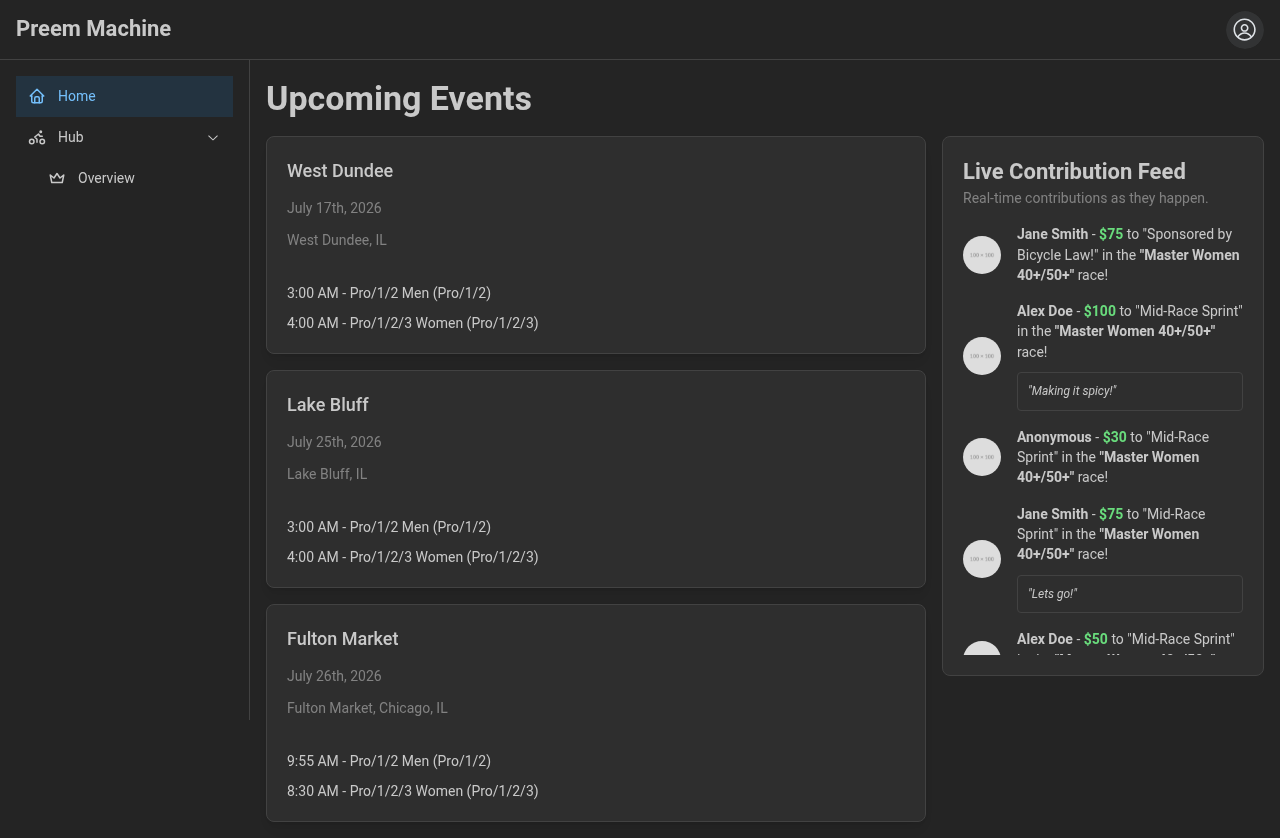 Preem Machine
Home
Hub
Overview
Upcoming Events
West Dundee
July 17th, 2026
West Dundee, IL
3:00 AM - Pro/1/2 Men (Pro/1/2)
4:00 AM - Pro/1/2/3 Women (Pro/1/2/3)
Lake Bluff
July 25th, 2026
Lake Bluff, IL
3:00 AM - Pro/1/2 Men (Pro/1/2)
4:00 AM - Pro/1/2/3 Women (Pro/1/2/3)
Fulton Market
July 26th, 2026
Fulton Market, Chicago, IL
9:55 AM - Pro/1/2 Men (Pro/1/2)
8:30 AM - Pro/1/2/3 Women (Pro/1/2/3)
Live Contribution Feed
Real-time contributions as they happen.
100 × 100
Jane Smith - $75 to "Sponsored by
Bicycle Law!" in the "Master Women
40+/50+" race!
100 × 100
Alex Doe - $100 to "Mid-Race Sprint"
in the "Master Women 40+/50+"
race!
"Making it spicy!"
100 × 100
Anonymous - $30 to "Mid-Race
Sprint" in the "Master Women
40+/50+" race!
100 × 100
Jane Smith - $75 to "Mid-Race
Sprint" in the "Master Women
40+/50+" race!
"Lets go!"
Alex Doe - $50 to "Mid-Race Sprint"